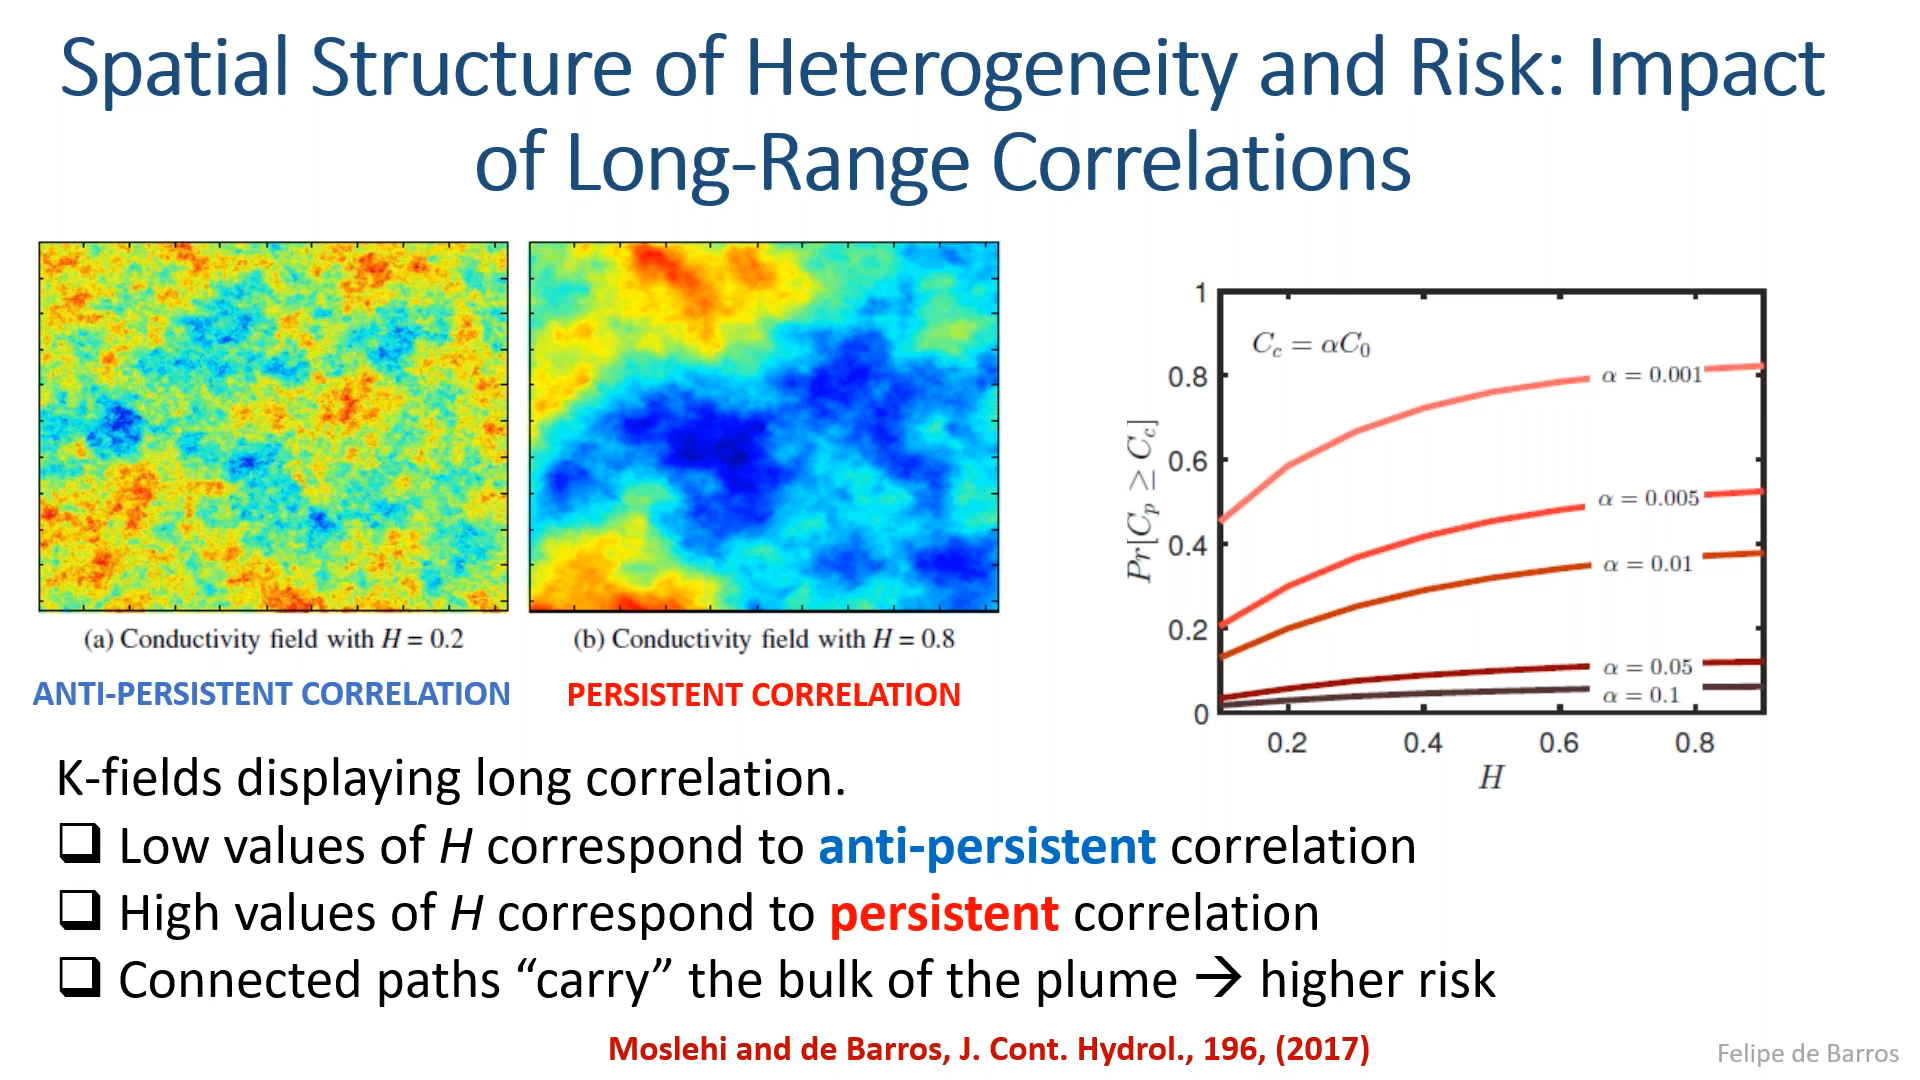 Spatial Structure of Heterogeneity and Risk: Impact
of Long-Range Correlations
(a) Conductivity field with H = 0.2
(b) Conductivity field with H = 0.8
ANTI-PERSISTENT CORRELATION
PERSISTENT CORRELATION
C_c = αC_0
α = 0.001
α = 0.005
α = 0.01
α = 0.05
α = 0.1
Pr[C_p ≥ C_c]
1
0.8
0.6
0.4
0.2
0
0.2 0.4 0.6 0.8
H
K-fields displaying long correlation.
❑ Low values of H correspond to anti-persistent correlation
❑ High values of H correspond to persistent correlation
❑ Connected paths “carry” the bulk of the plume → higher risk
Moslehi and de Barros, J. Cont. Hydrol., 196, (2017)
Felipe de Barros